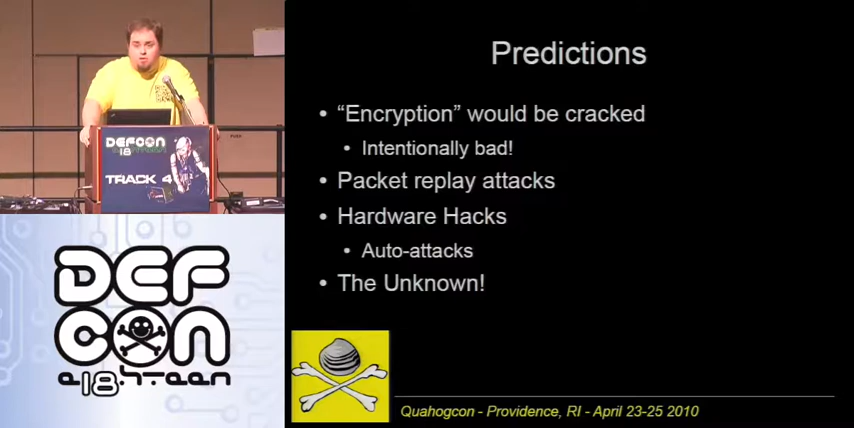 DEFCON
18
TRACK 4
DEF
CON
e18hteen
Predictions
• “Encryption” would be cracked
• Intentionally bad!
• Packet replay attacks
• Hardware Hacks
• Auto-attacks
• The Unknown!
Quahogcon - Providence, RI - April 23-25 2010